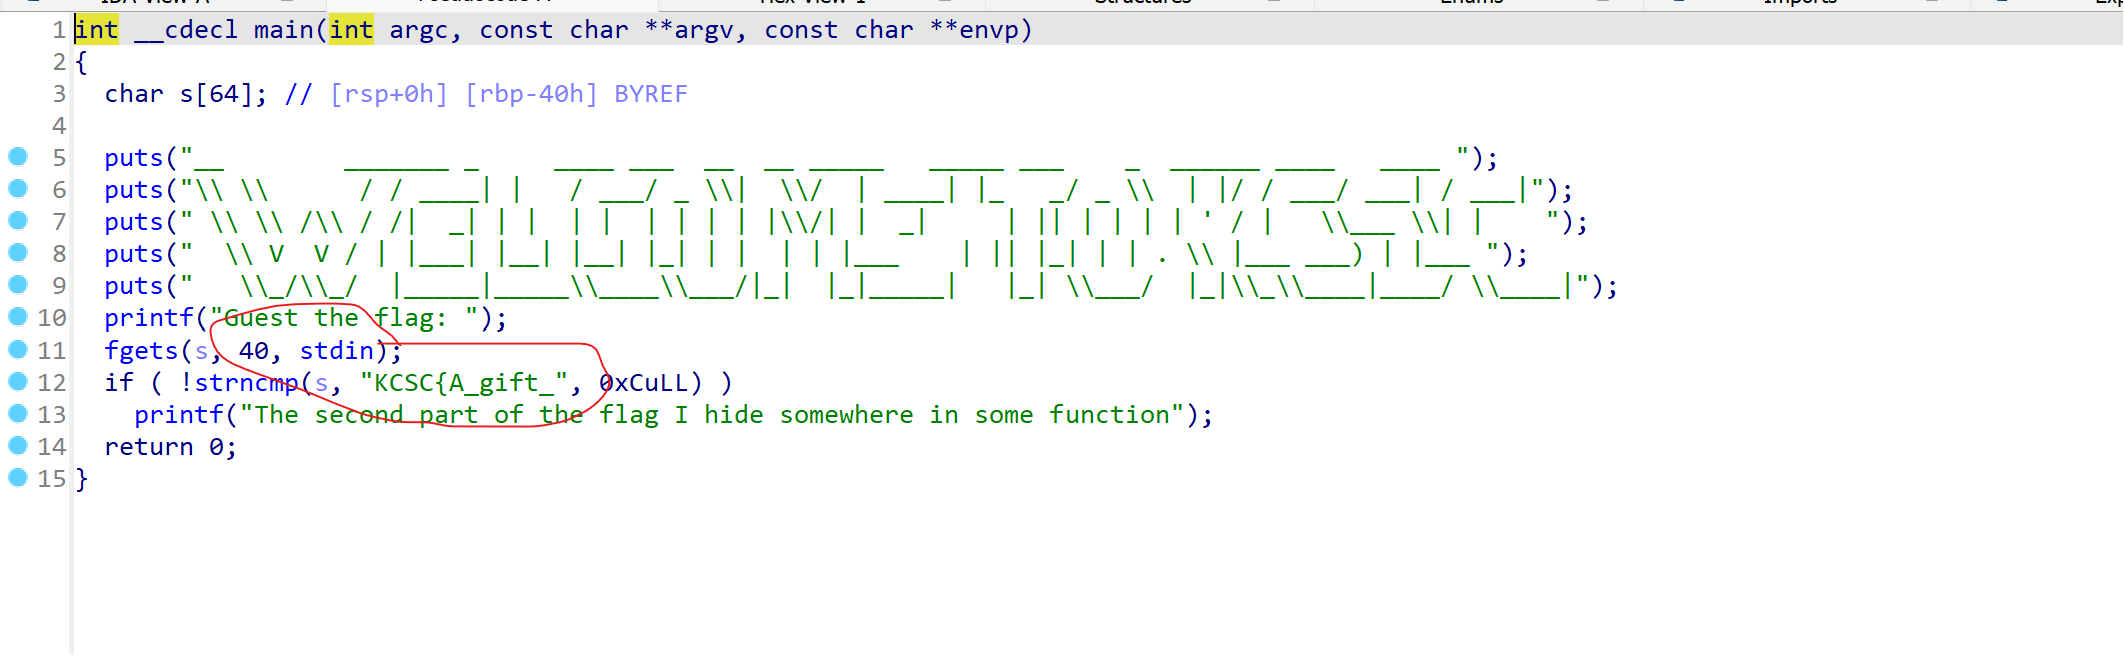 IDA View-A Pseudocode-A Hex View-1 Structures Enums Imports Exp
1 int __cdecl main(int argc, const char **argv, const char **envp)
2 {
3   char s[64]; // [rsp+0h] [rbp-40h] BYREF
4
5   puts("__        _______ _     ____ ___  __  __ _____   _____ ___    _  ______ ____   ____ ");
6   puts("\\ \\      / / ____| |   / ___/ _ \\|  \\/  | ____| |_   _/ _ \\  | |/ / ___/ ___| / ___|");
7   puts(" \\ \\ /\\ / /|  _| | |  | |  | | | | |\\/| |  _|     | || | | | | ' / |   \\___ \\| |    ");
8   puts("  \\ V  V / | |___| |__| |__| |_| | |  | | |___    | || |_| | | . \\ |___ ___) | |___ ");
9   puts("   \\_/\\_/  |_____|_____\\____\\___/|_|  |_|_____|   |_| \\___/  |_|\\_\\____|____/ \\____|");
10   printf("Guest the flag: ");
11   fgets(s, 40, stdin);
12   if ( !strncmp(s, "KCSC{A_gift_", 0xCuLL) )
13     printf("The second part of the flag I hide somewhere in some function");
14   return 0;
15 }